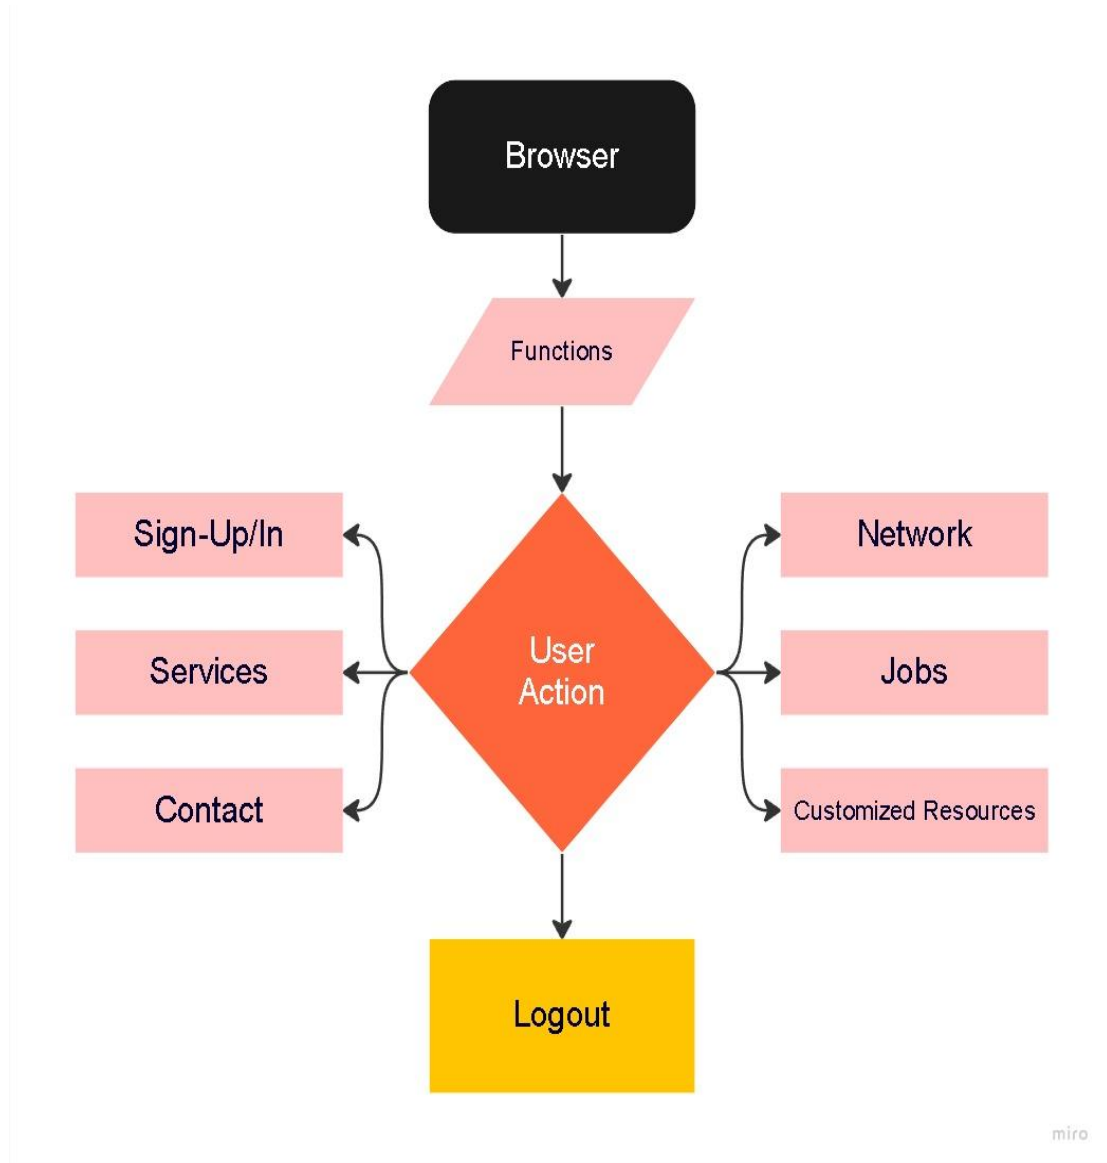 Browser
Functions
Sign-Up/In
Network
User
Action
Services
Jobs
Contact
Customized Resources
Logout
miro